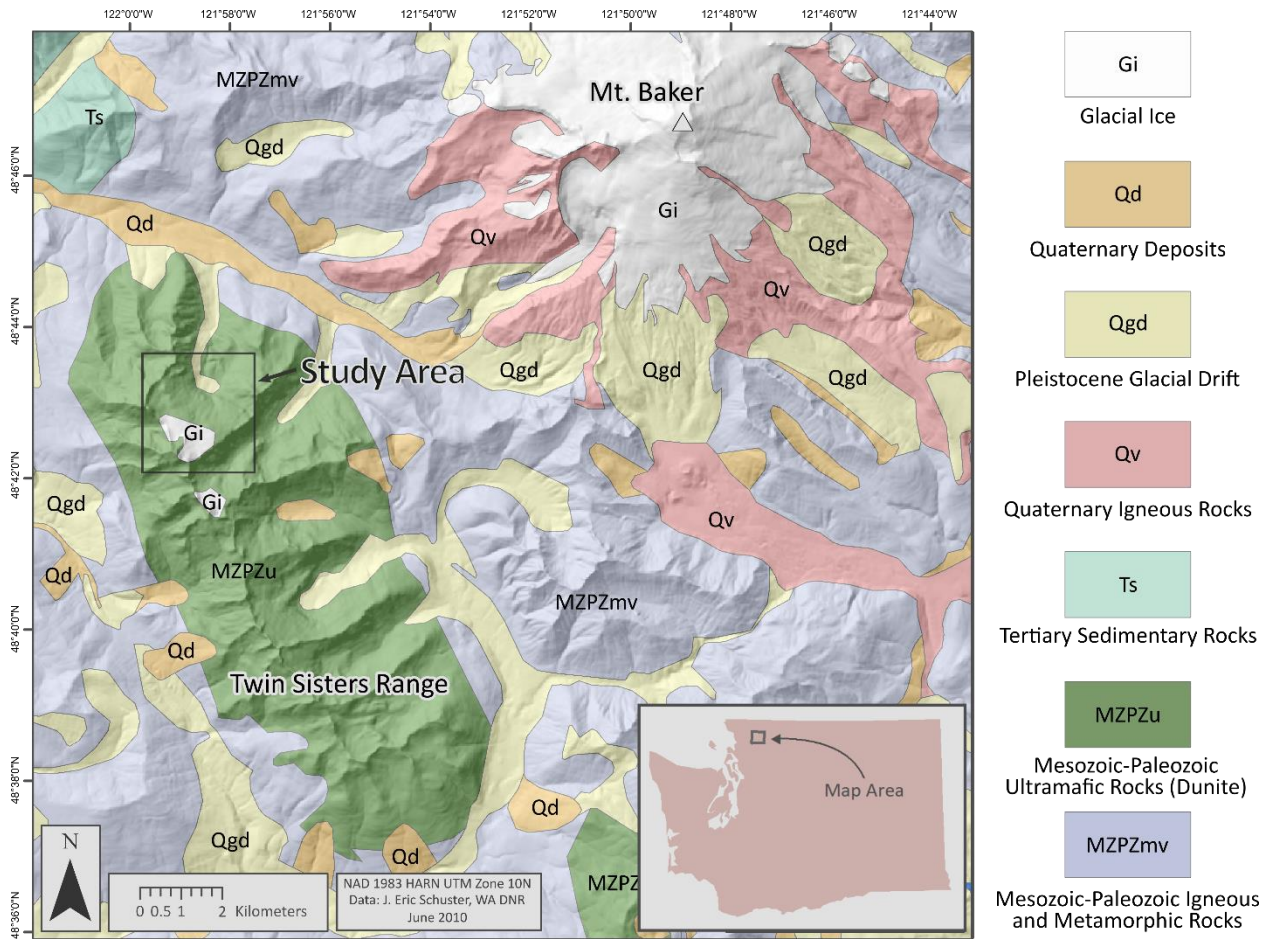 122°0'0"W 121°58'0"W 121°56'0"W 121°54'0"W 121°52'0"W 121°50'0"W 121°48'0"W 121°46'0"W 121°44'0"W
48°46'0"N
48°44'0"N
48°42'0"N
48°40'0"N
48°38'0"N
48°36'0"N
MZPZmv
Mt. Baker
Ts
Qgd
Qd
Gi
Qv
Qgd
Qv
Study Area
Qgd
Qgd
Qgd
Gi
Gi
Qgd
Qv
Qd
MZPZu
MZPZmv
Qd
Twin Sisters Range
Qd
Qgd
Qd
MZPZ
Map Area
N
0 0.5 1 2 Kilometers
NAD 1983 HARN UTM Zone 10N
Data: J. Eric Schuster, WA DNR
June 2010
Gi
Glacial Ice
Qd
Quaternary Deposits
Qgd
Pleistocene Glacial Drift
Qv
Quaternary Igneous Rocks
Ts
Tertiary Sedimentary Rocks
MZPZu
Mesozoic-Paleozoic
Ultramafic Rocks (Dunite)
MZPZmv
Mesozoic-Paleozoic Igneous
and Metamorphic Rocks